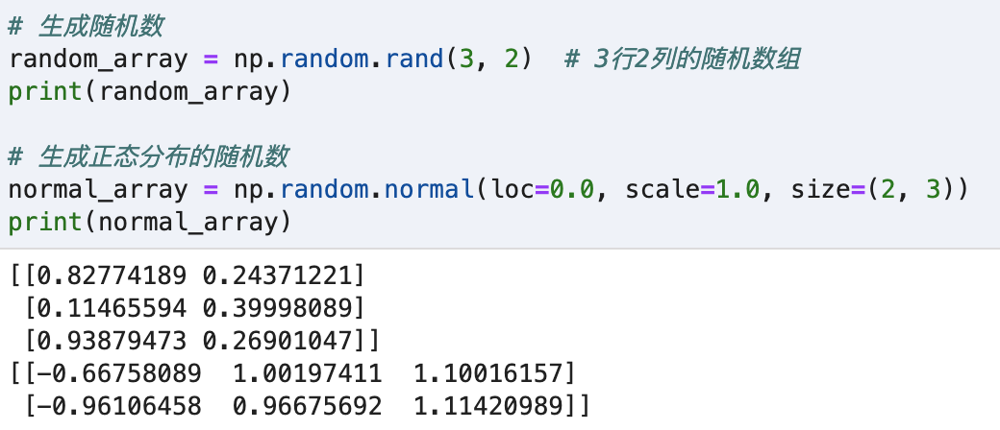 # 生成随机数
random_array = np.random.rand(3, 2)  # 3行2列的随机数组
print(random_array)
# 生成正态分布的随机数
normal_array = np.random.normal(loc=0.0, scale=1.0, size=(2, 3))
print(normal_array)
[[0.82774189 0.24371221]
 [0.11465594 0.39998089]
 [0.93879473 0.26901047]]
[[-0.66758089  1.00197411  1.10016157]
 [-0.96106458  0.96675692  1.11420989]]